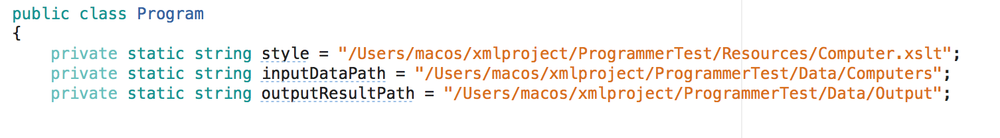 public class Program
{
    private static string style = "/Users/macos/xmlproject/ProgrammerTest/Resources/Computer.xslt";
    private static string inputDataPath = "/Users/macos/xmlproject/ProgrammerTest/Data/Computers";
    private static string outputResultPath = "/Users/macos/xmlproject/ProgrammerTest/Data/Output";